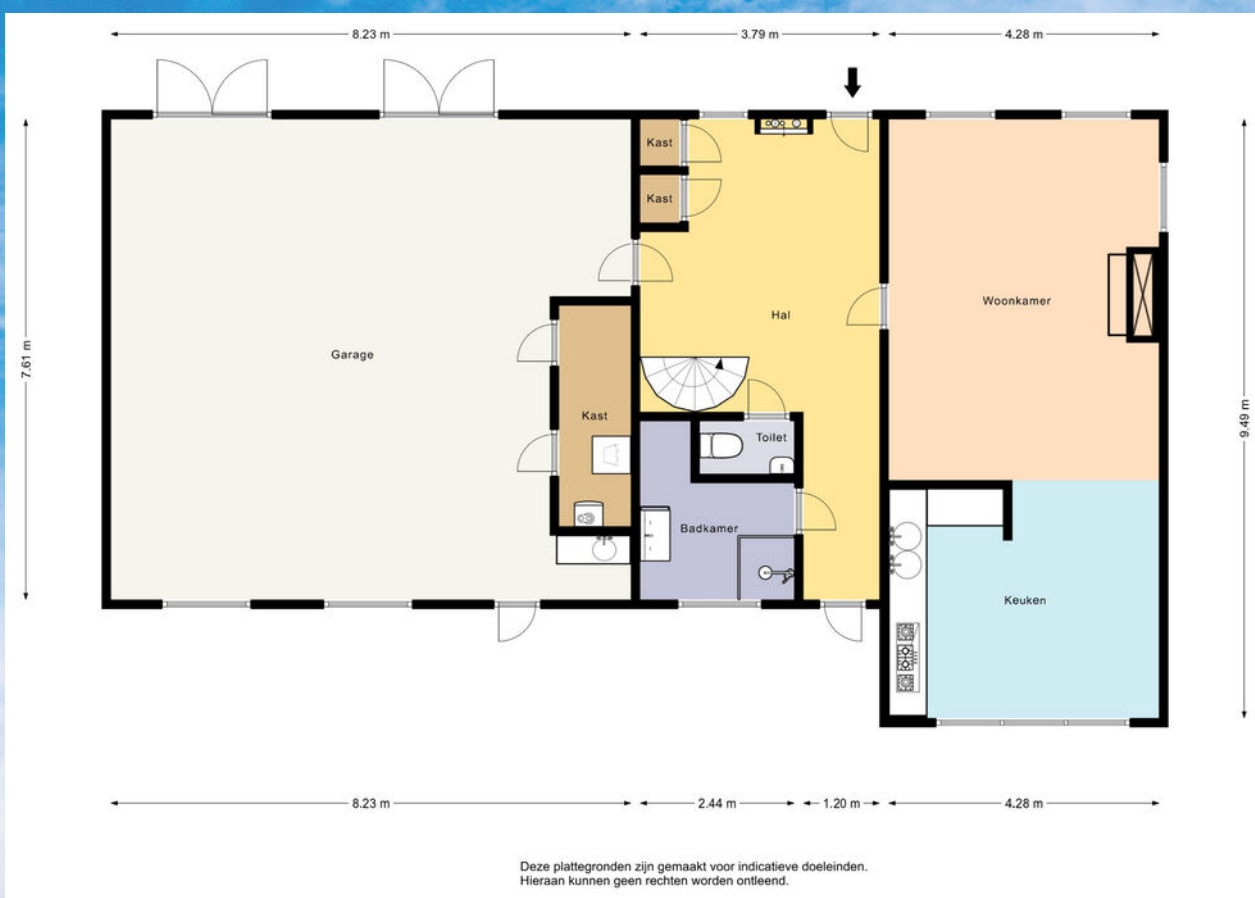 8.23 m
3.79 m
4.28 m
Kast
Kast
Hal
Woonkamer
Garage
7.61 m
Kast
Toilet
9.49 m
Badkamer
Keuken
8.23 m
2.44 m
1.20 m
4.28 m
Deze plattegronden zijn gemaakt voor indicatieve doeleinden.
Hieraan kunnen geen rechten worden ontleend.